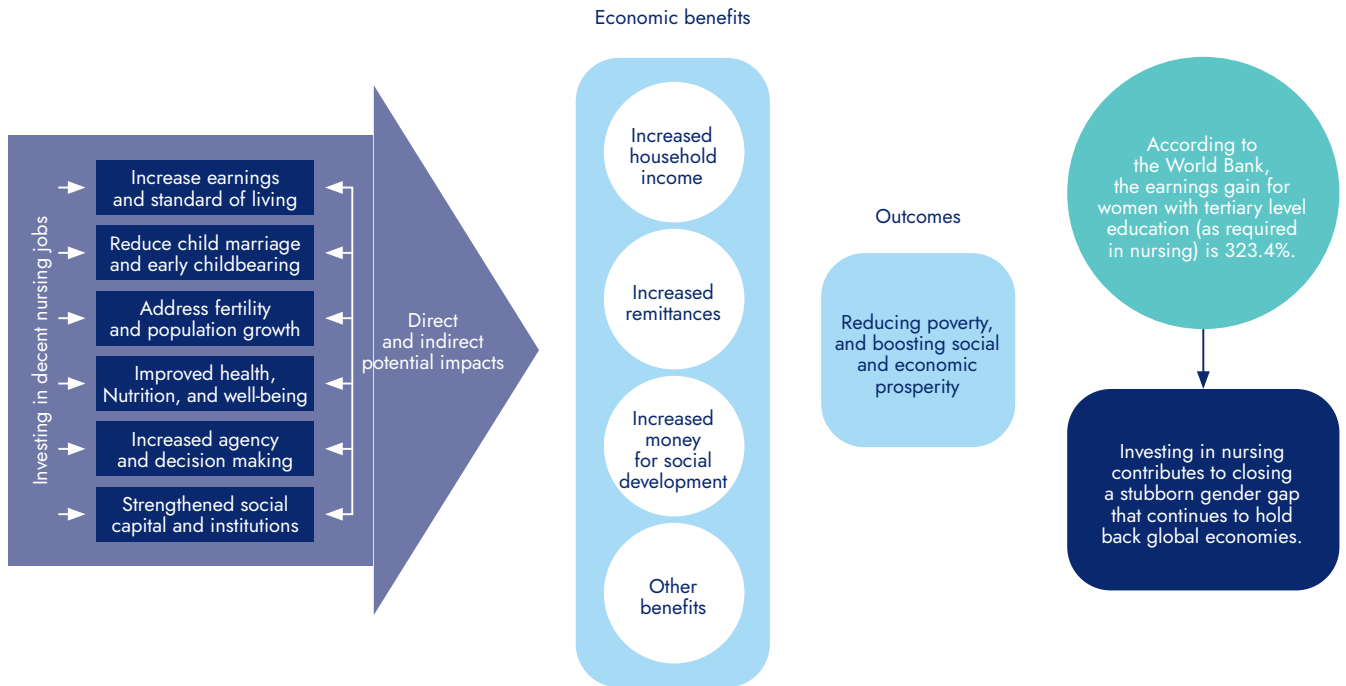 Investing in decent nursing jobs
Increase earnings
and standard of living
Reduce child marriage
and early childbearing
Address fertility
and population growth
Improved health,
Nutrition, and well-being
Increased agency
and decision making
Strengthened social
capital and institutions
Direct
and indirect
potential impacts
Economic benefits
Increased
household
income
Increased
remittances
Increased
money
for social
development
Other
benefits
Outcomes
Reducing poverty,
and boosting social
and economic
prosperity
According to
the World Bank,
the earnings gain for
women with tertiary level
education (as required
in nursing) is 323.4%.
Investing in nursing
contributes to closing
a stubborn gender gap
that continues to hold
back global economies.